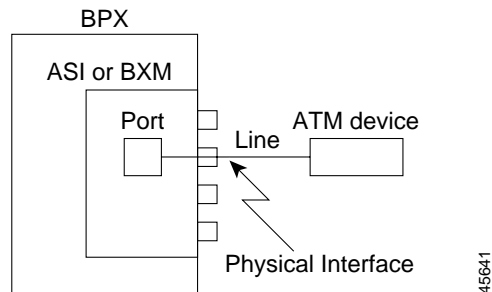 BPX
ASI or BXM
Port
Line
ATM device
Physical Interface
45641